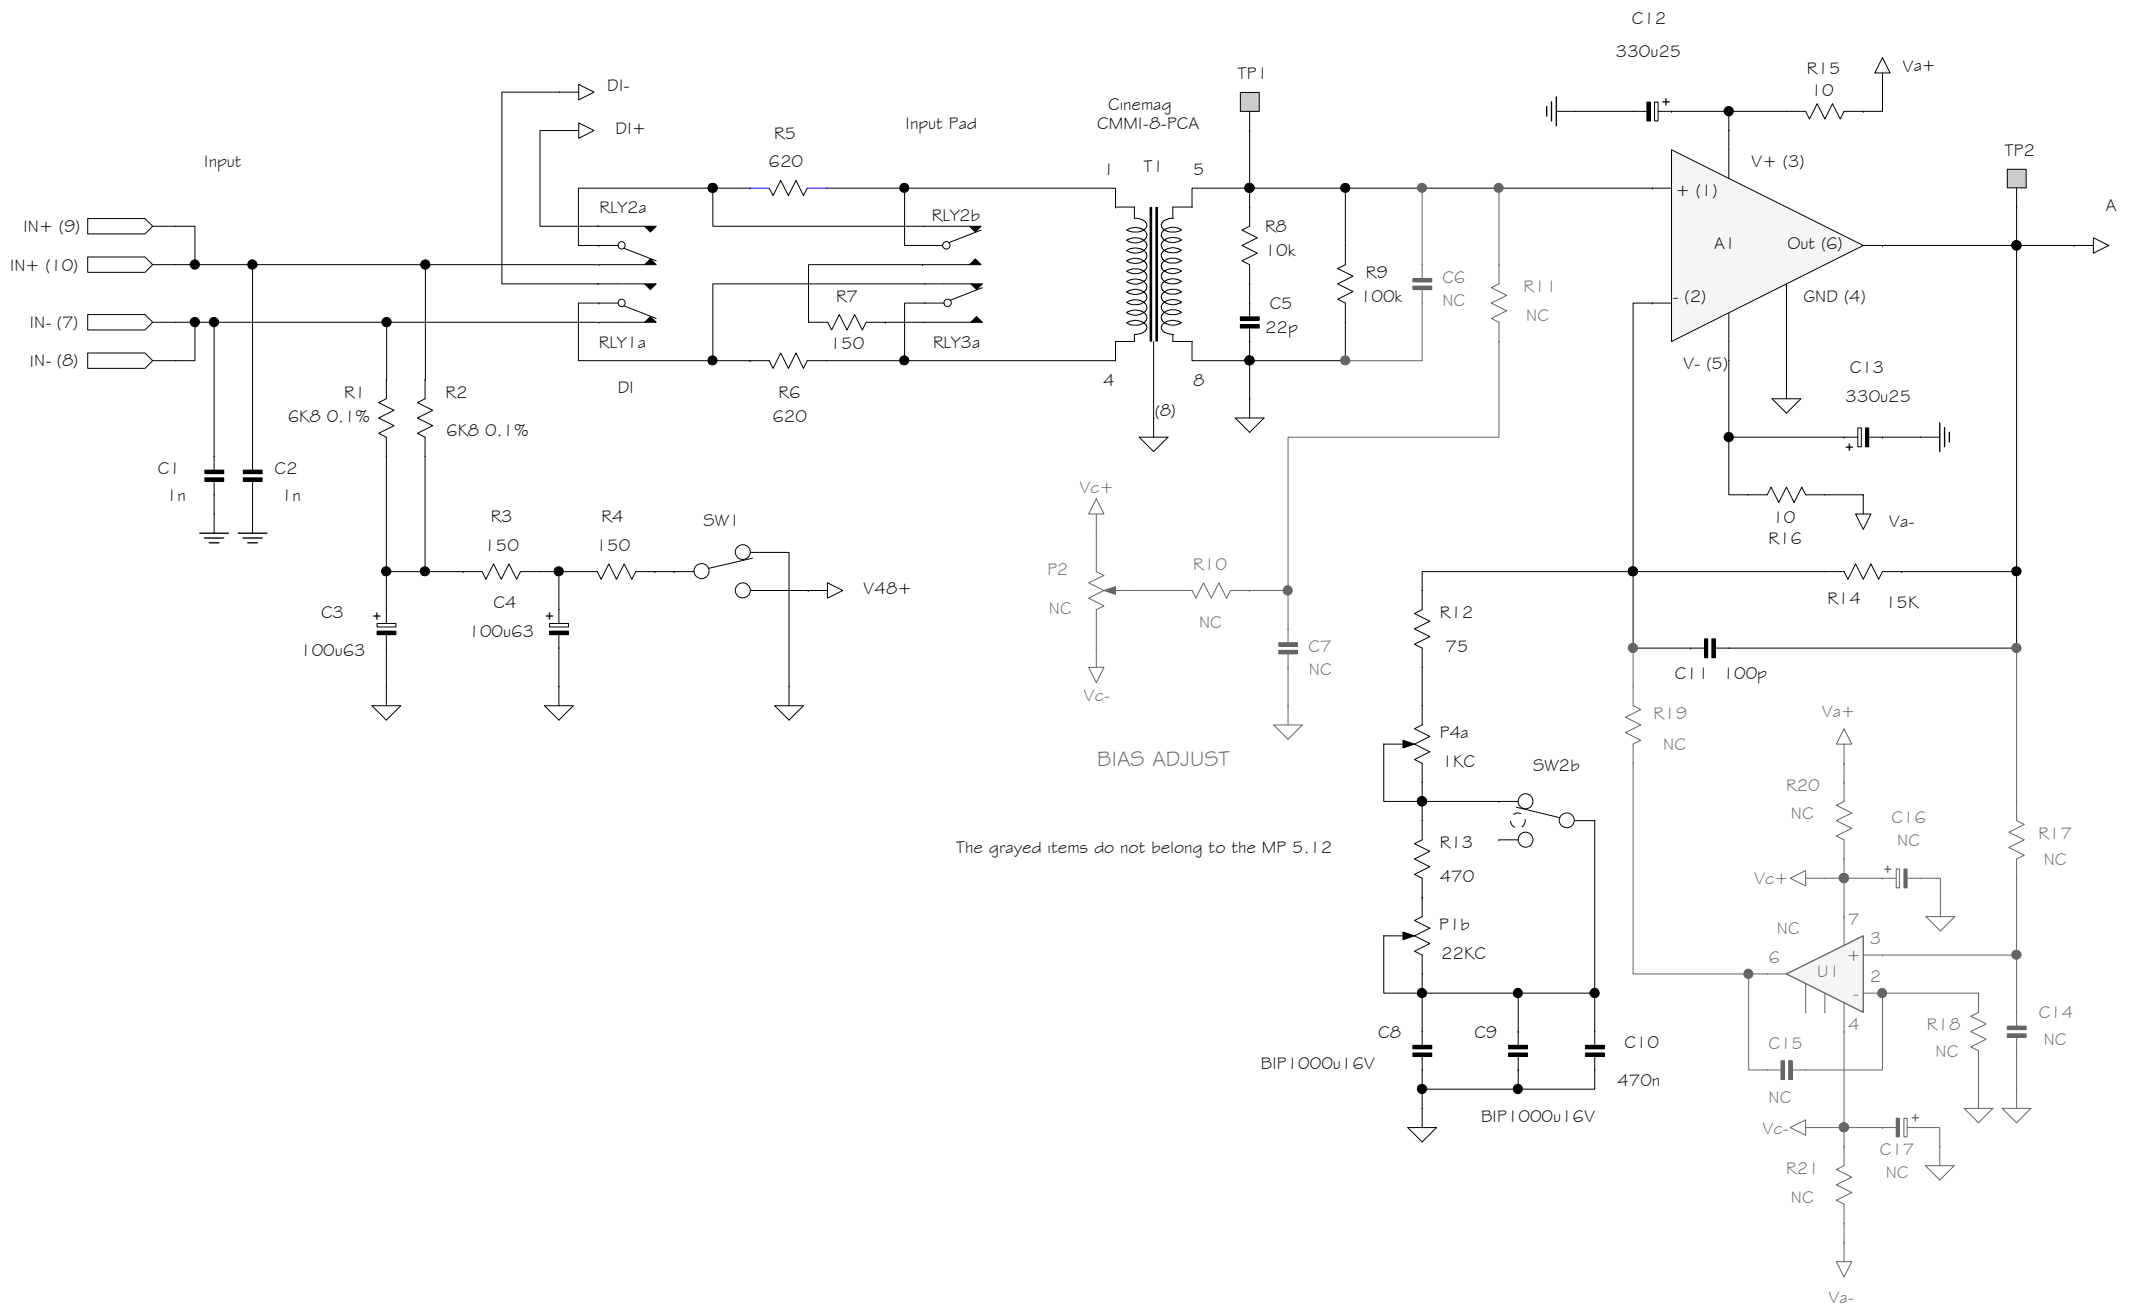 C12
330u25
R15
10
Va+
DI-
DI+
TP1
Cinemag
CMMI-8-PCA
Input Pad
R5
620
Input
1
T1
5
V+ (3)
TP2
RLY2a
RLY2b
+ (1)
A
IN+ (9)
IN+ (10)
IN- (7)
IN- (8)
R8
10k
A1
Out (6)
R9
100k
C6
NC
R11
NC
R7
150
C5
22p
- (2)
GND (4)
RLY1a
RLY3a
V- (5)
DI
4
8
C13
330u25
R1
6K8 0.1%
R2
6K8 0.1%
R6
620
(8)
C1
1n
C2
1n
Vc+
R3
150
R4
150
SW1
10
R16
Va-
V48+
P2
NC
R10
NC
C3
100u63
C4
100u63
R14
15K
R12
75
C7
NC
C11
100p
Vc-
R19
NC
Va+
BIAS ADJUST
P4a
1KC
SW2b
R20
NC
C16
NC
R17
NC
The grayed items do not belong to the MP 5.12
R13
470
Vc+
P1b
22KC
NC
7
3
6
+
U1
2
-
4
C8
BIP1000u16V
C9
C10
470n
R18
NC
C14
NC
C15
NC
BIP1000u16V
Vc-
C17
NC
R21
NC
Va-